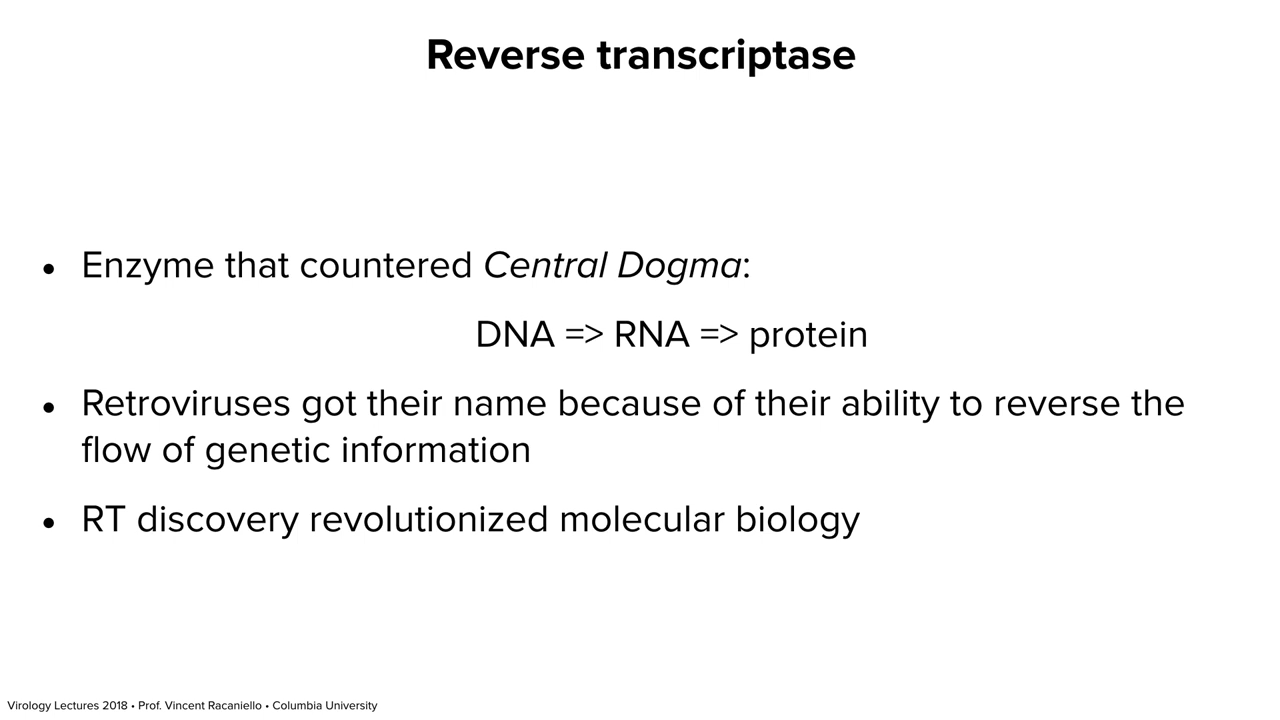 Reverse transcriptase
• Enzyme that countered Central Dogma:
DNA => RNA => protein
• Retroviruses got their name because of their ability to reverse the
flow of genetic information
• RT discovery revolutionized molecular biology
Virology Lectures 2018 • Prof. Vincent Racaniello • Columbia University